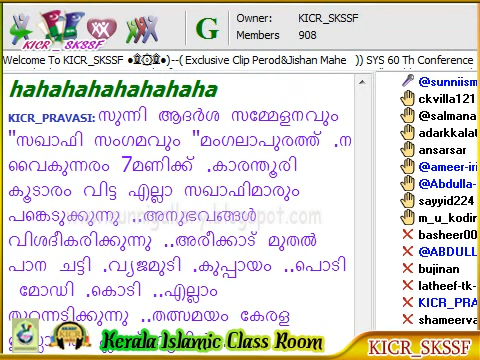 KICR_ SKSSF
G
Owner: KICR_SKSSF
Members 908
Welcome To KICR_SKSSF ●۩۞۩●)--( Exclusive Clip Perod&Jishan Mahe )) SYS 60 Th Conference
hahahahahahahaha
KICR_PRAVASI: സുന്നി ആദർശ സമ്മേളനവും
"സഖാഫി സംഗമവും "മംഗലാപുരത്ത് .ന
വൈകുന്നരം 7മണിക്ക് .കാരന്തൂരി
കൂടാരം വിട്ട എല്ലാ സഖാഫിമാരും
പങ്കെടുക്കുന്നു ..അനുഭവങ്ങൾ
വിശദീകരിക്കുന്നു ..അരീക്കാട് മുതൽ
പാന ചട്ടി .വ്യജമുടി .കുപ്പായം ..പൊടി
മോഡി .കൊടി ..എല്ലാം
തുറന്നടിക്കുന്നു ..തത്സമയം കേരള
@sunniism
ckvilla121
@salmana
adarkkalat
ansarsar
@ameer-iri
@Abdulla-
sayyid224
m_u_kodir
basheer00
@ABDULL
bujinan
latheef-tk-
KICR_PRA
shameerva
Kerala Islamic Class Room
KICR_SKSSF